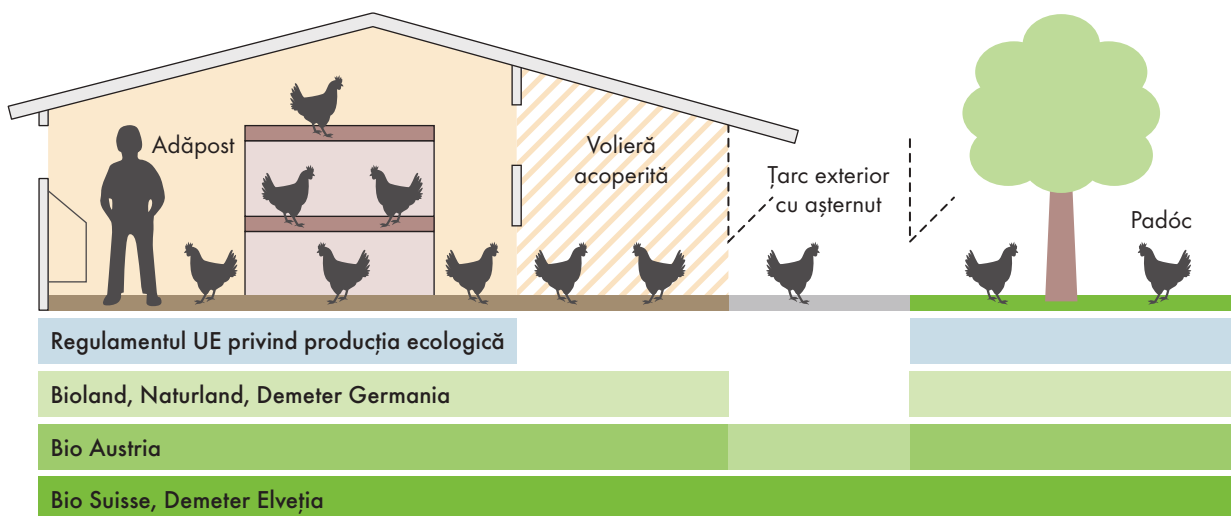 Adăpost
Volieră
acoperită
Țarc exterior
cu așternut
Padóc
Regulamentul UE privind producția ecologică
Bioland, Naturland, Demeter Germania
Bio Austria
Bio Suisse, Demeter Elveția